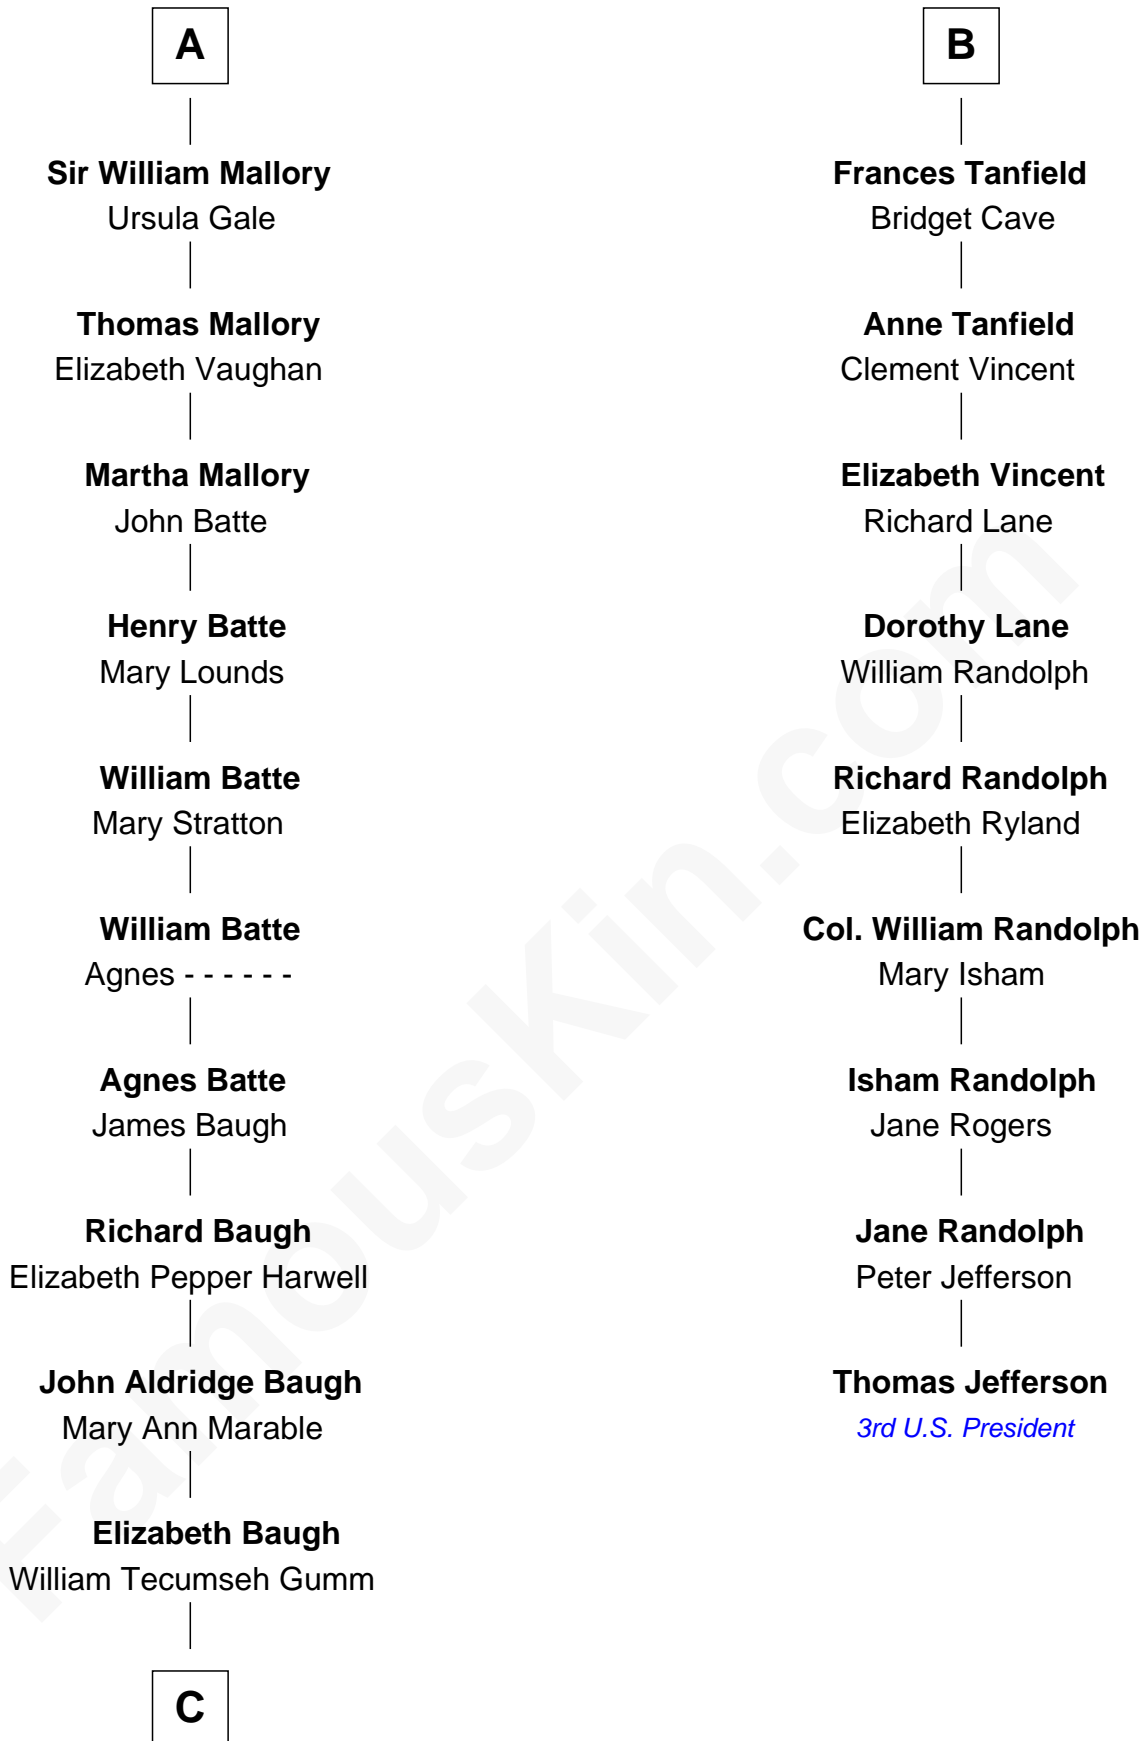 A
Sir William Mallory
Ursula Gale
Thomas Mallory
Elizabeth Vaughan
Martha Mallory
John Batte
Henry Batte
Mary Lounds
William Batte
Mary Stratton
William Batte
Agnes - - - - - -
Agnes Batte
James Baugh
Richard Baugh
Elizabeth Pepper Harwell
John Aldridge Baugh
Mary Ann Marable
Elizabeth Baugh
William Tecumseh Gumm
C
B
Frances Tanfield
Bridget Cave
Anne Tanfield
Clement Vincent
Elizabeth Vincent
Richard Lane
Dorothy Lane
William Randolph
Richard Randolph
Elizabeth Ryland
Col. William Randolph
Mary Isham
Isham Randolph
Jane Rogers
Jane Randolph
Peter Jefferson
Thomas Jefferson
3rd U.S. President
FamousKin.com